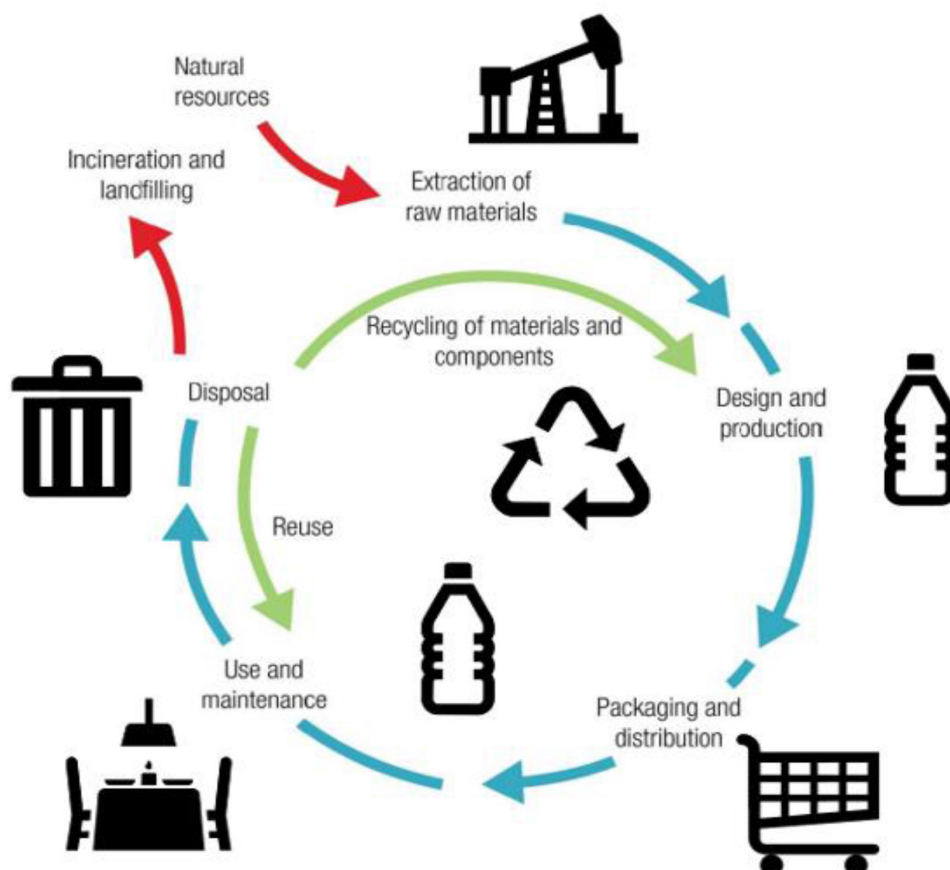 Natural
resources
Incineration and
landfilling
Extraction of
raw materials
Recycling of materials and
components
Disposal
Design and
production
Reuse
Use and
maintenance
Packaging and
distribution